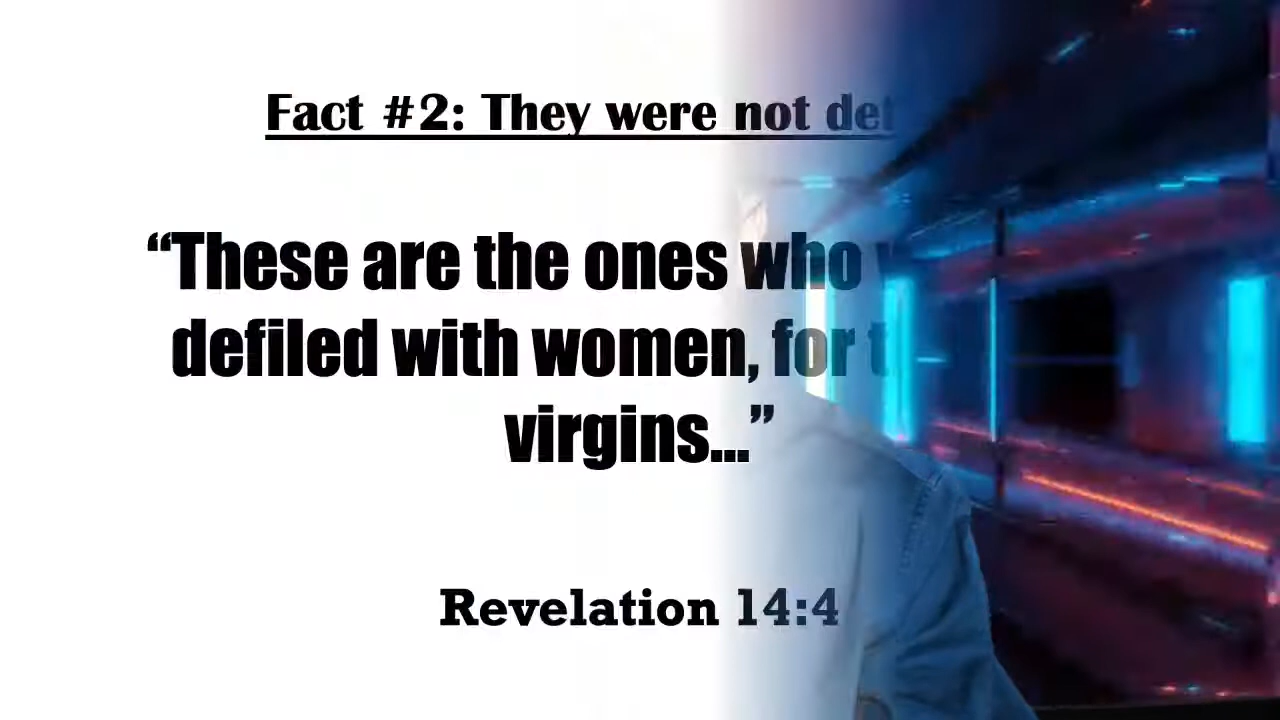 Fact #2: They were not
“These are the ones who
defiled with women, for
virgins...”
Revelation 14:4